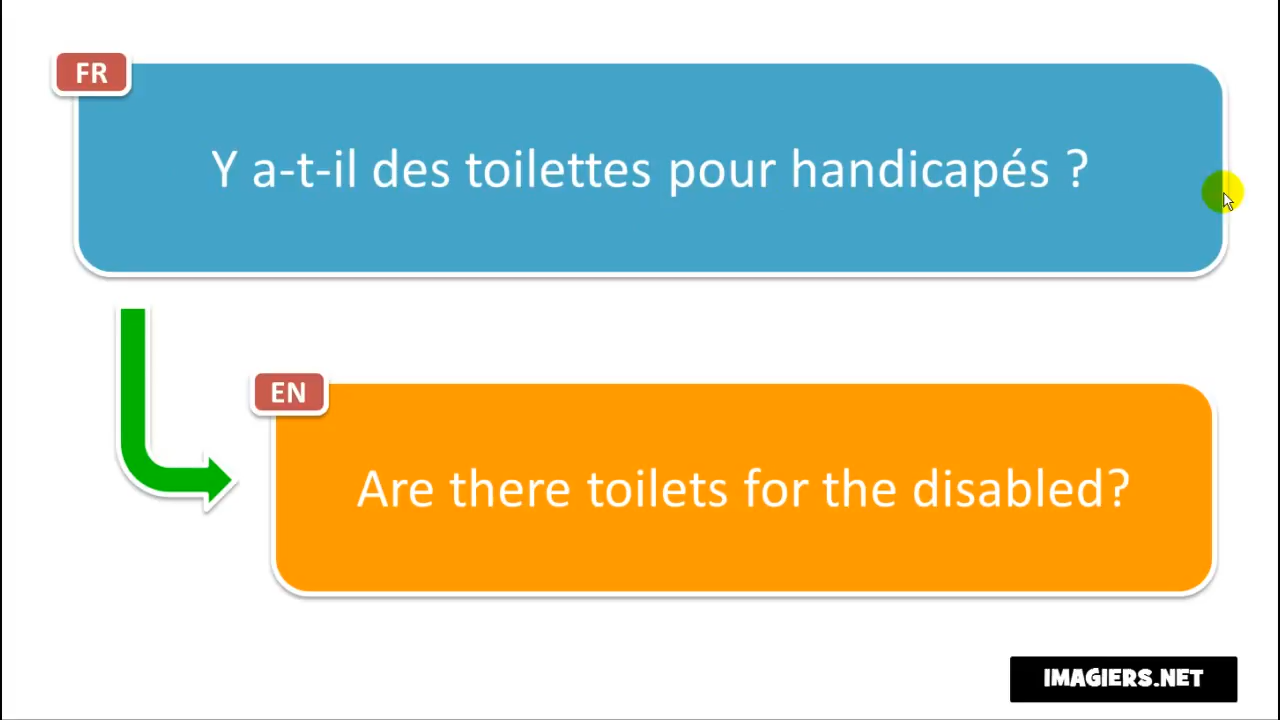 FR
Y a-t-il des toilettes pour handicapés ?
EN
Are there toilets for the disabled?
IMAGIERS.NET